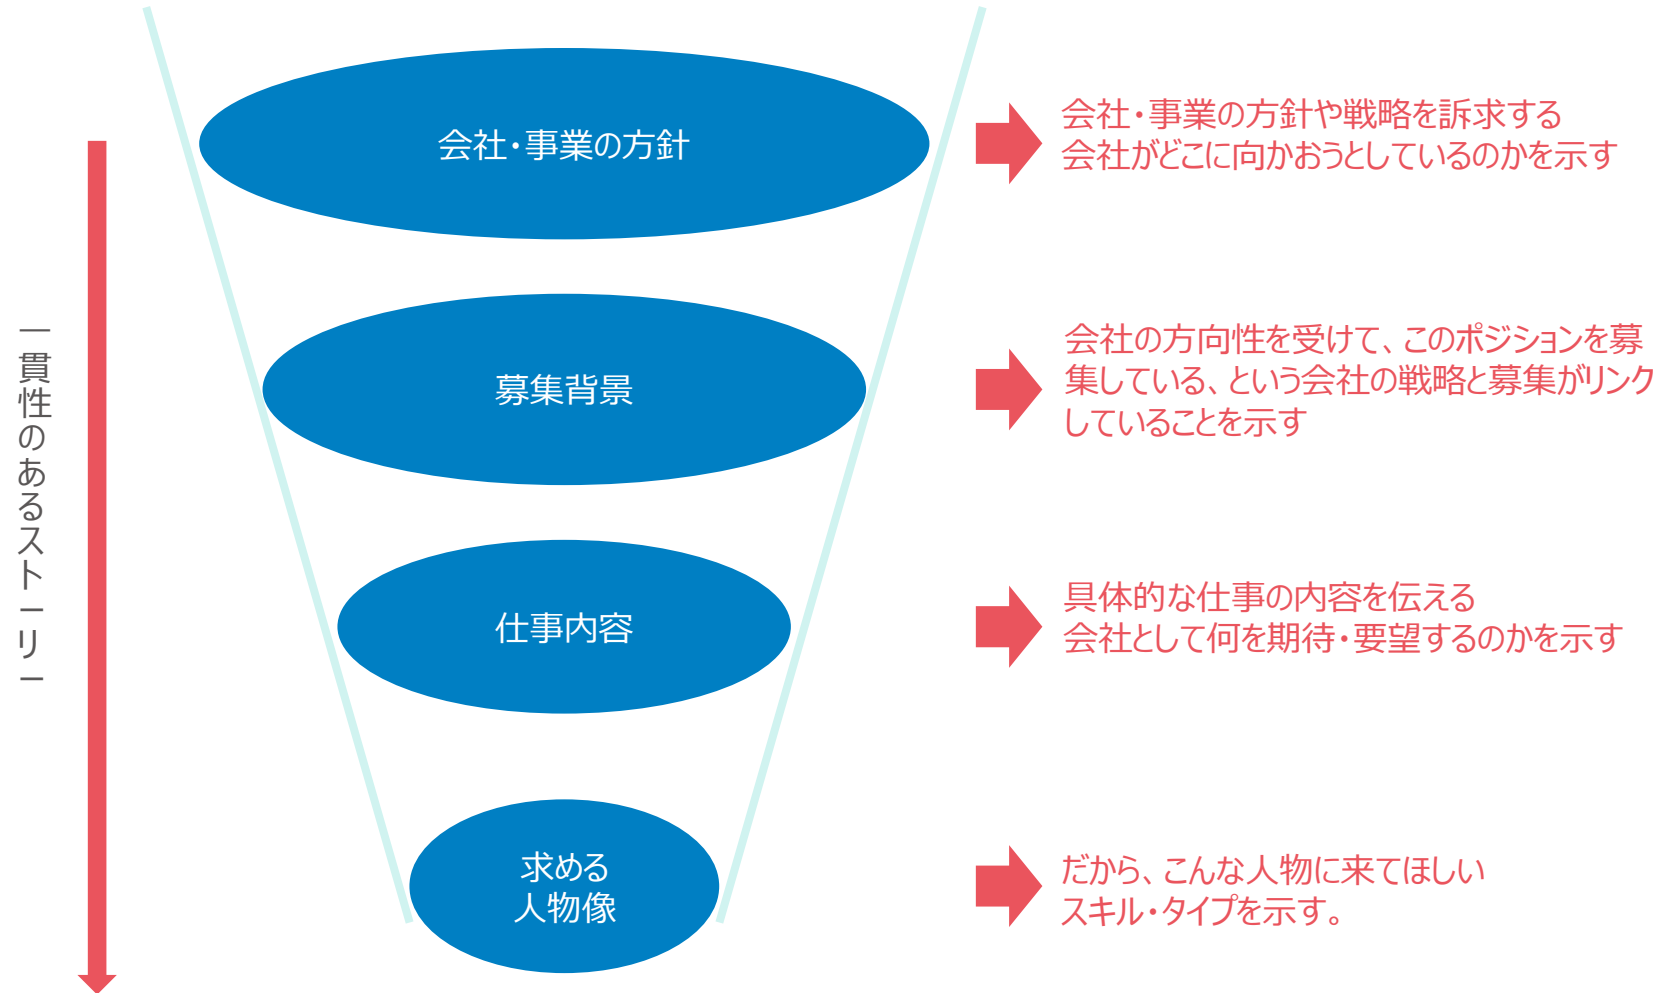 一貫性のあるストーリー
会社・事業の方針
会社・事業の方針や戦略を訴求する
会社がどこに向かおうとしているのかを示す
募集背景
会社の方向性を受けて、このポジションを募
集している、という会社の戦略と募集がリンク
していることを示す
仕事内容
具体的な仕事の内容を伝える
会社として何を期待・要望するのかを示す
求める
人物像
だから、こんな人物に来てほしい
スキル・タイプを示す。